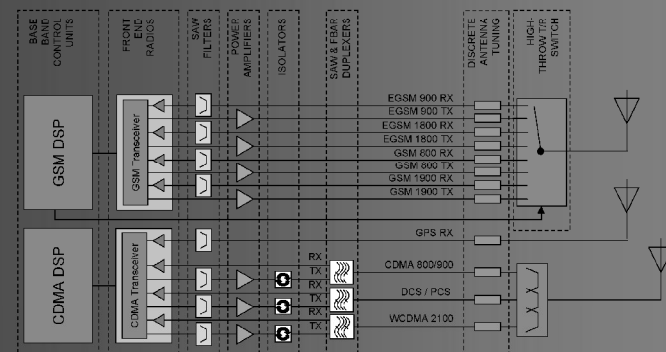 BASE
BAND
CONTROL
UNITS
FRONT
END
RADIOS
SAW
FILTERS
POWER
AMPLIFIERS
ISOLATORS
SAW & FBAR
DUPLEXERS
DISCRETE
ANTENNA
TUNING
HIGH-
THROW T/R
SWITCH
GSM DSP
GSM Transceiver
EGSM 900 RX
EGSM 900 TX
EGSM 1800 RX
EGSM 1800 TX
GSM 800 RX
GSM 800 TX
GSM 1900 RX
GSM 1900 TX
CDMA DSP
CDMA Transceiver
GPS RX
RX
TX
CDMA 800/900
RX
TX
DCS / PCS
RX
TX
WCDMA 2100